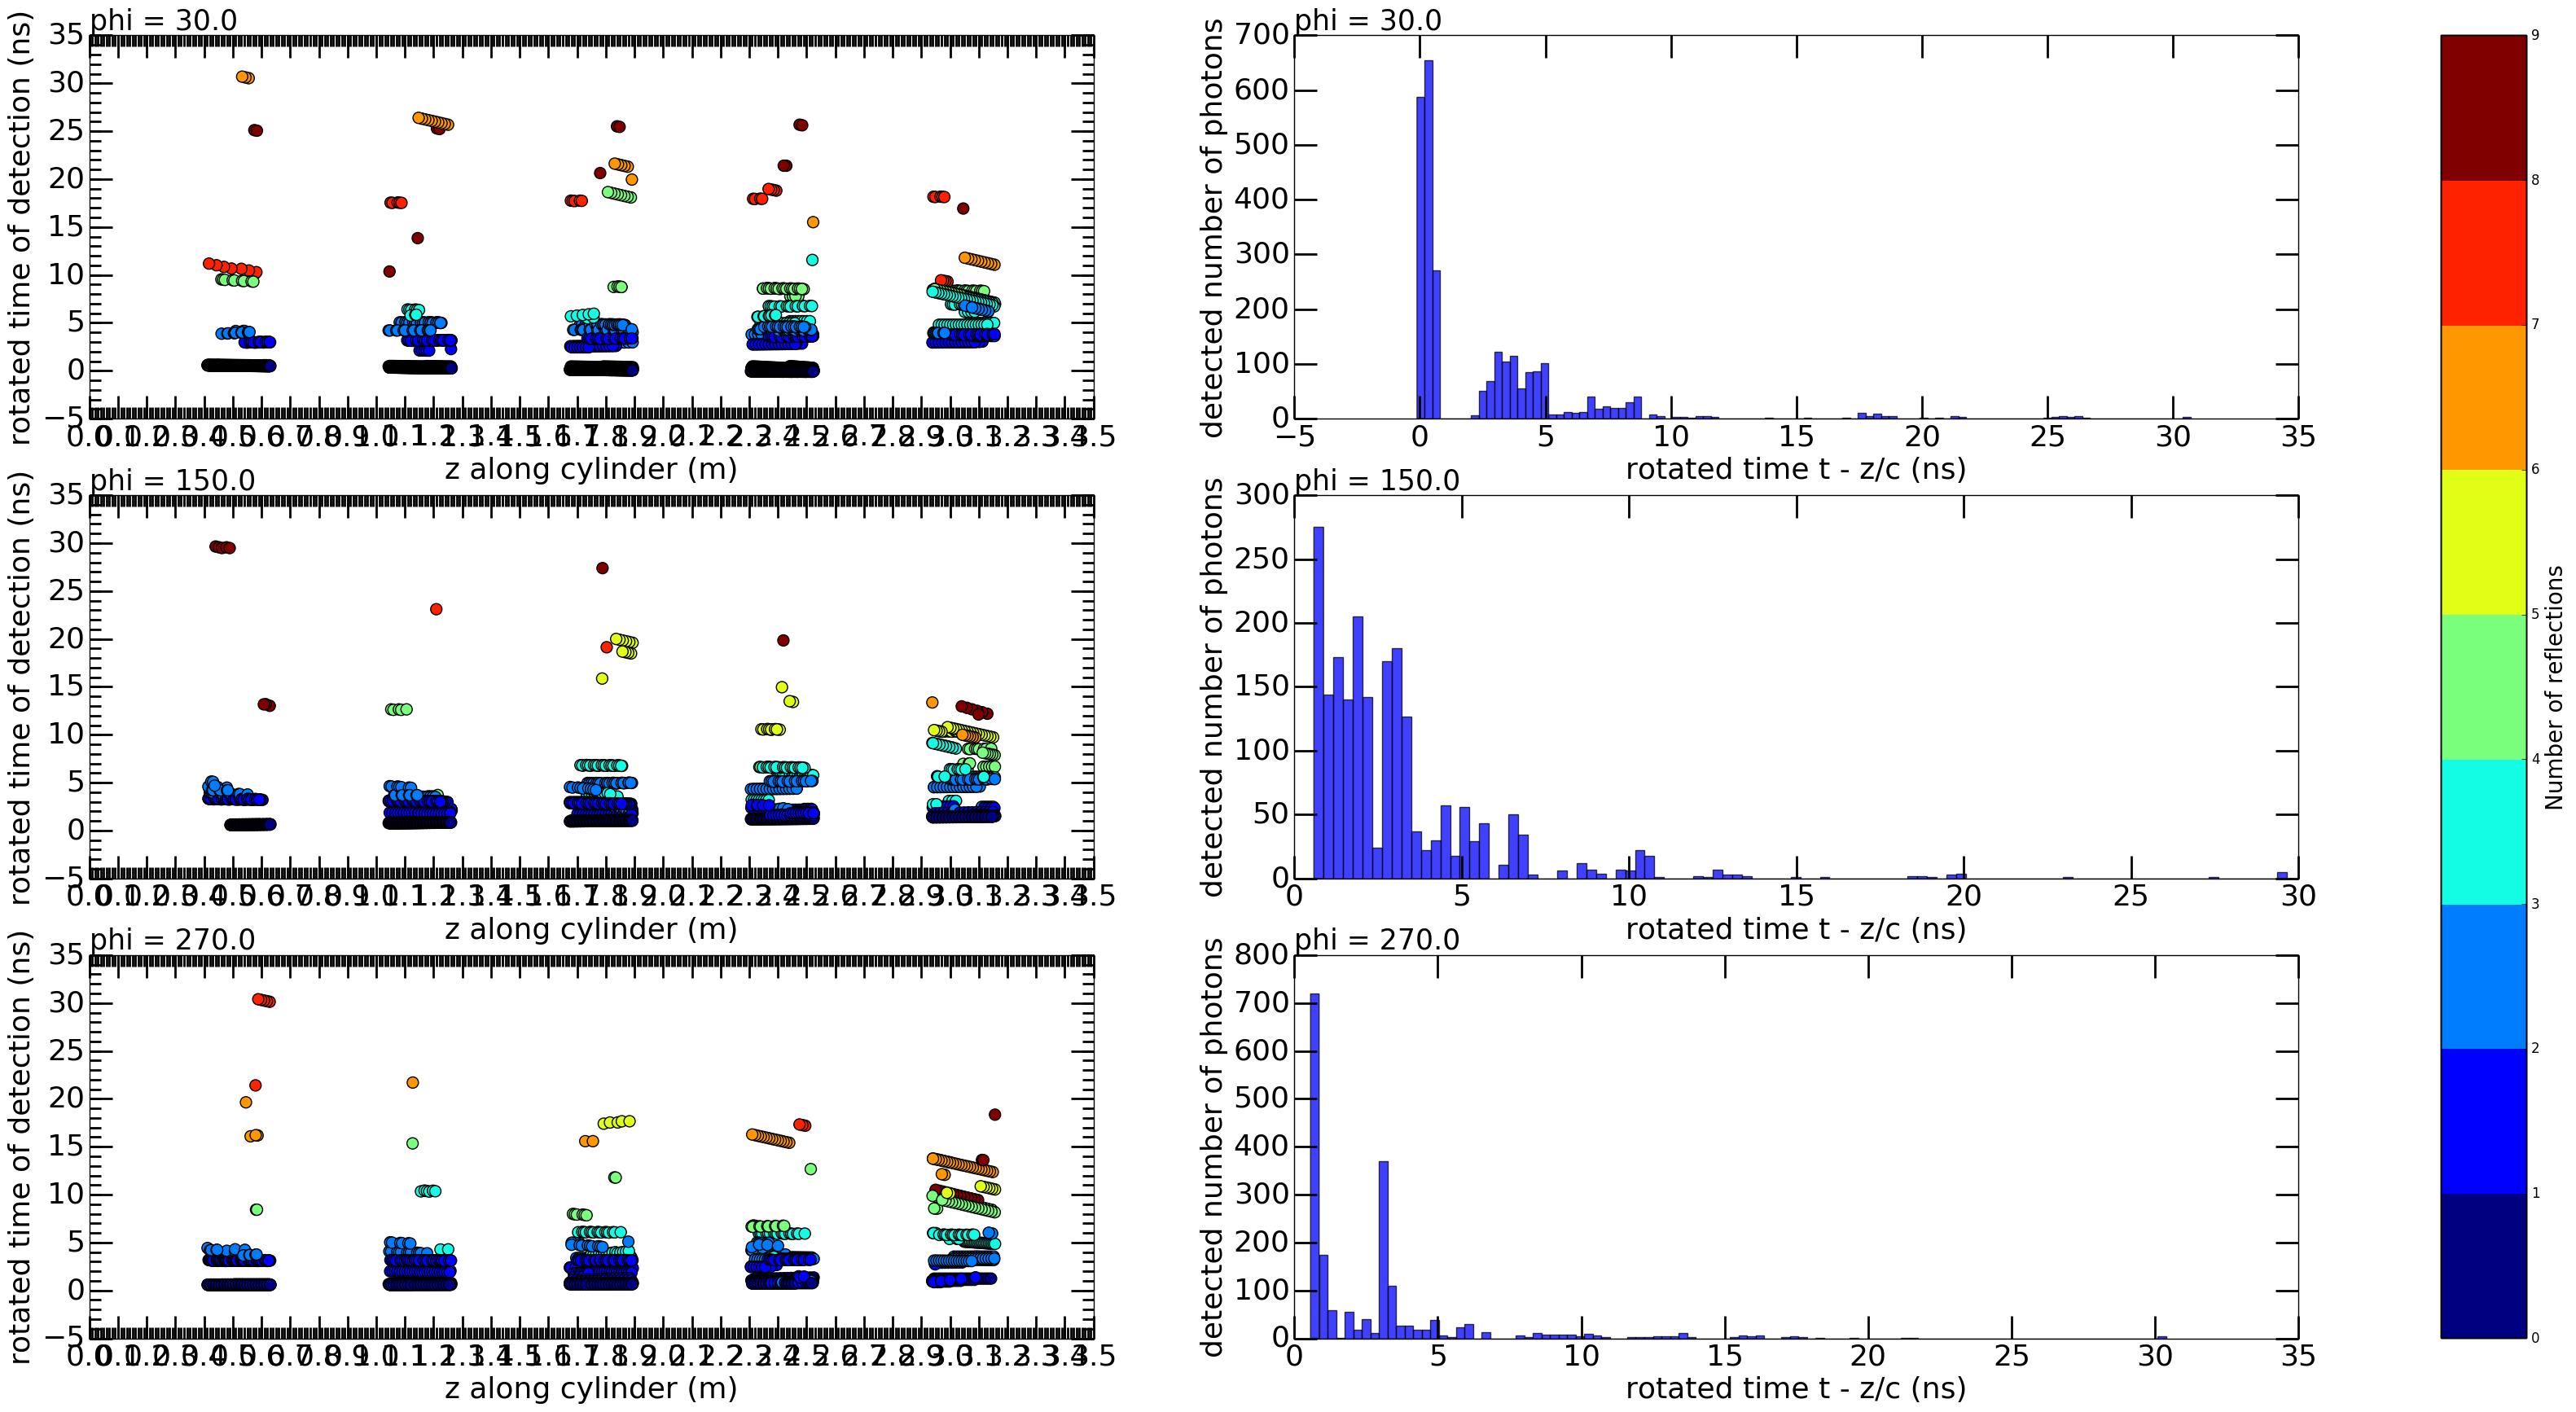 phi = 30.0
rotated time of detection (ns)
35
30
25
20
15
10
5
0
−5
z along cylinder (m)
phi = 30.0
detected number of photons
700
600
500
400
300
200
100
0
−5 0 5 10 15 20 25 30 35
rotated time t - z/c (ns)
phi = 150.0
rotated time of detection (ns)
35
30
25
20
15
10
5
0
−5
z along cylinder (m)
phi = 150.0
detected number of photons
300
250
200
150
100
50
0
0 5 10 15 20 25 30
rotated time t - z/c (ns)
phi = 270.0
rotated time of detection (ns)
35
30
25
20
15
10
5
0
−5
z along cylinder (m)
phi = 270.0
detected number of photons
800
700
600
500
400
300
200
100
0
0 5 10 15 20 25 30 35
rotated time t - z/c (ns)
9
8
7
6
5
4
3
2
1
0
Number of reflections